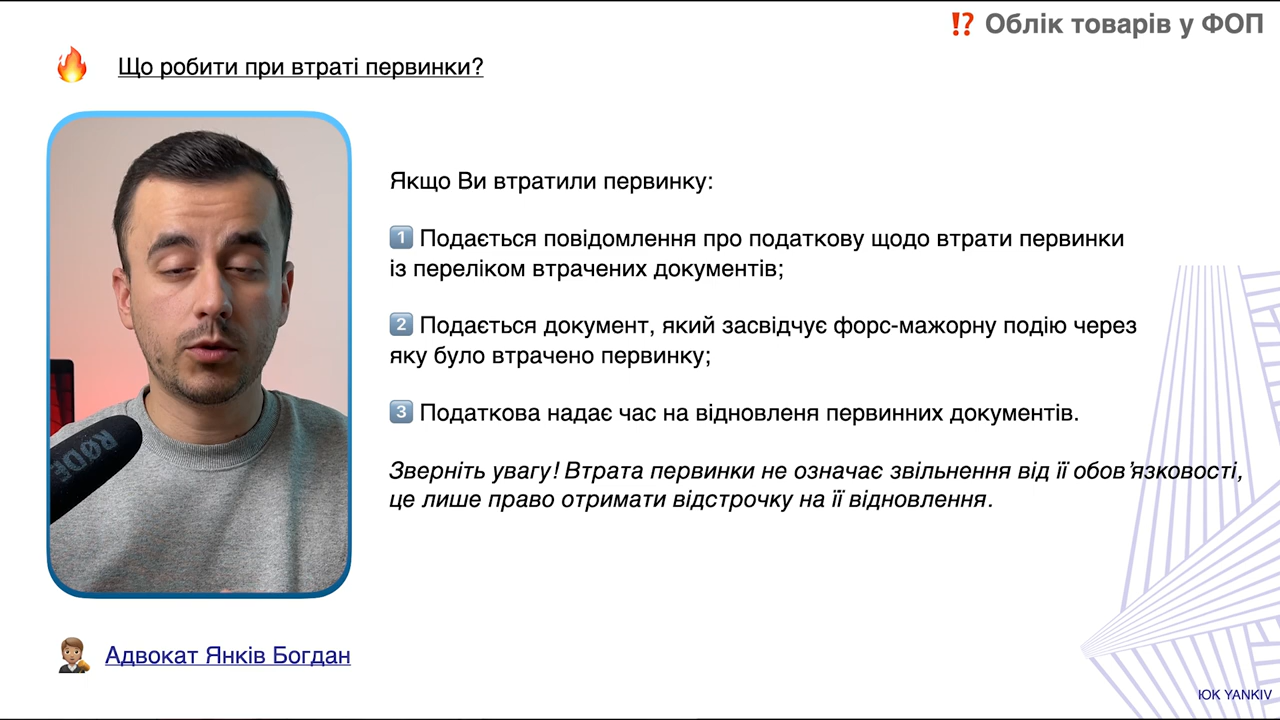 ⁉️ Облік товарів у ФОП
🔥 Що робити при втраті первинки?
Якщо Ви втратили первинку:
1️⃣ Подається повідомлення про податкову щодо втрати первинки
із переліком втрачених документів;
2️⃣ Подається документ, який засвідчує форс-мажорну подію через
яку було втрачено первинку;
3️⃣ Податкова надає час на відновленя первинних документів.
Зверніть увагу! Втрата первинки не означає звільнення від її обов’язковості,
це лише право отримати відстрочку на її відновлення.
RØDE
Адвокат Янків Богдан
ЮК YANKIV